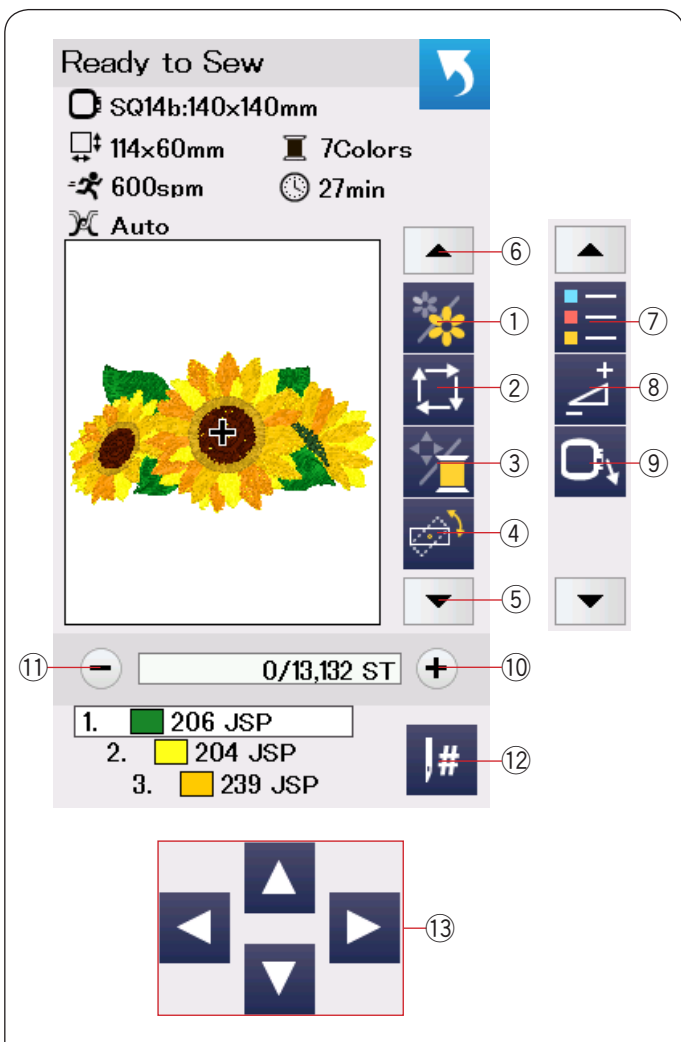 Ready to Sew
SQ14b:140x140mm
114x60mm 7Colors
600spm 27min
Auto
⑥
① ⑦
② ⑧
③ ⑨
④
⑤
⑪ − 0/13,132 ST + ⑩
1. 206 JSP
2. 204 JSP
# ⑫
3. 239 JSP
⑬